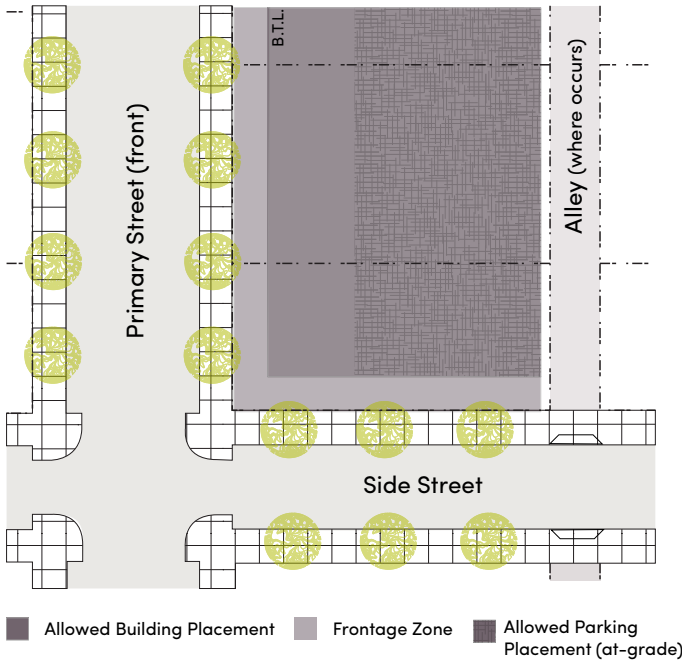 B.T.L.
Primary Street (front)
Alley (where occurs)
Side Street
Allowed Building Placement
Frontage Zone
Allowed Parking
Placement (at-grade)